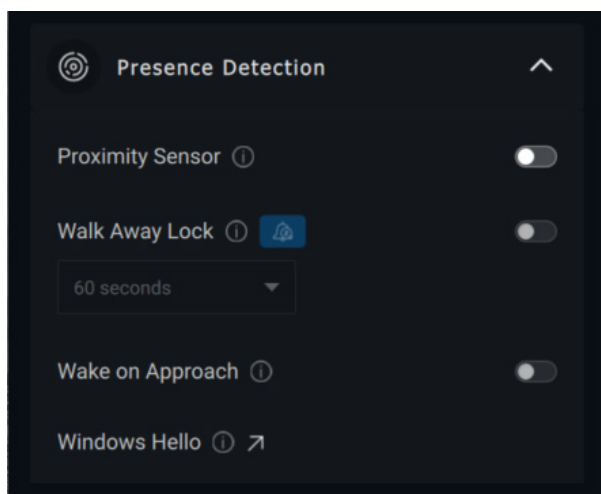 Presence Detection
Proximity Sensor
Walk Away Lock
60 seconds
Wake on Approach
Windows Hello